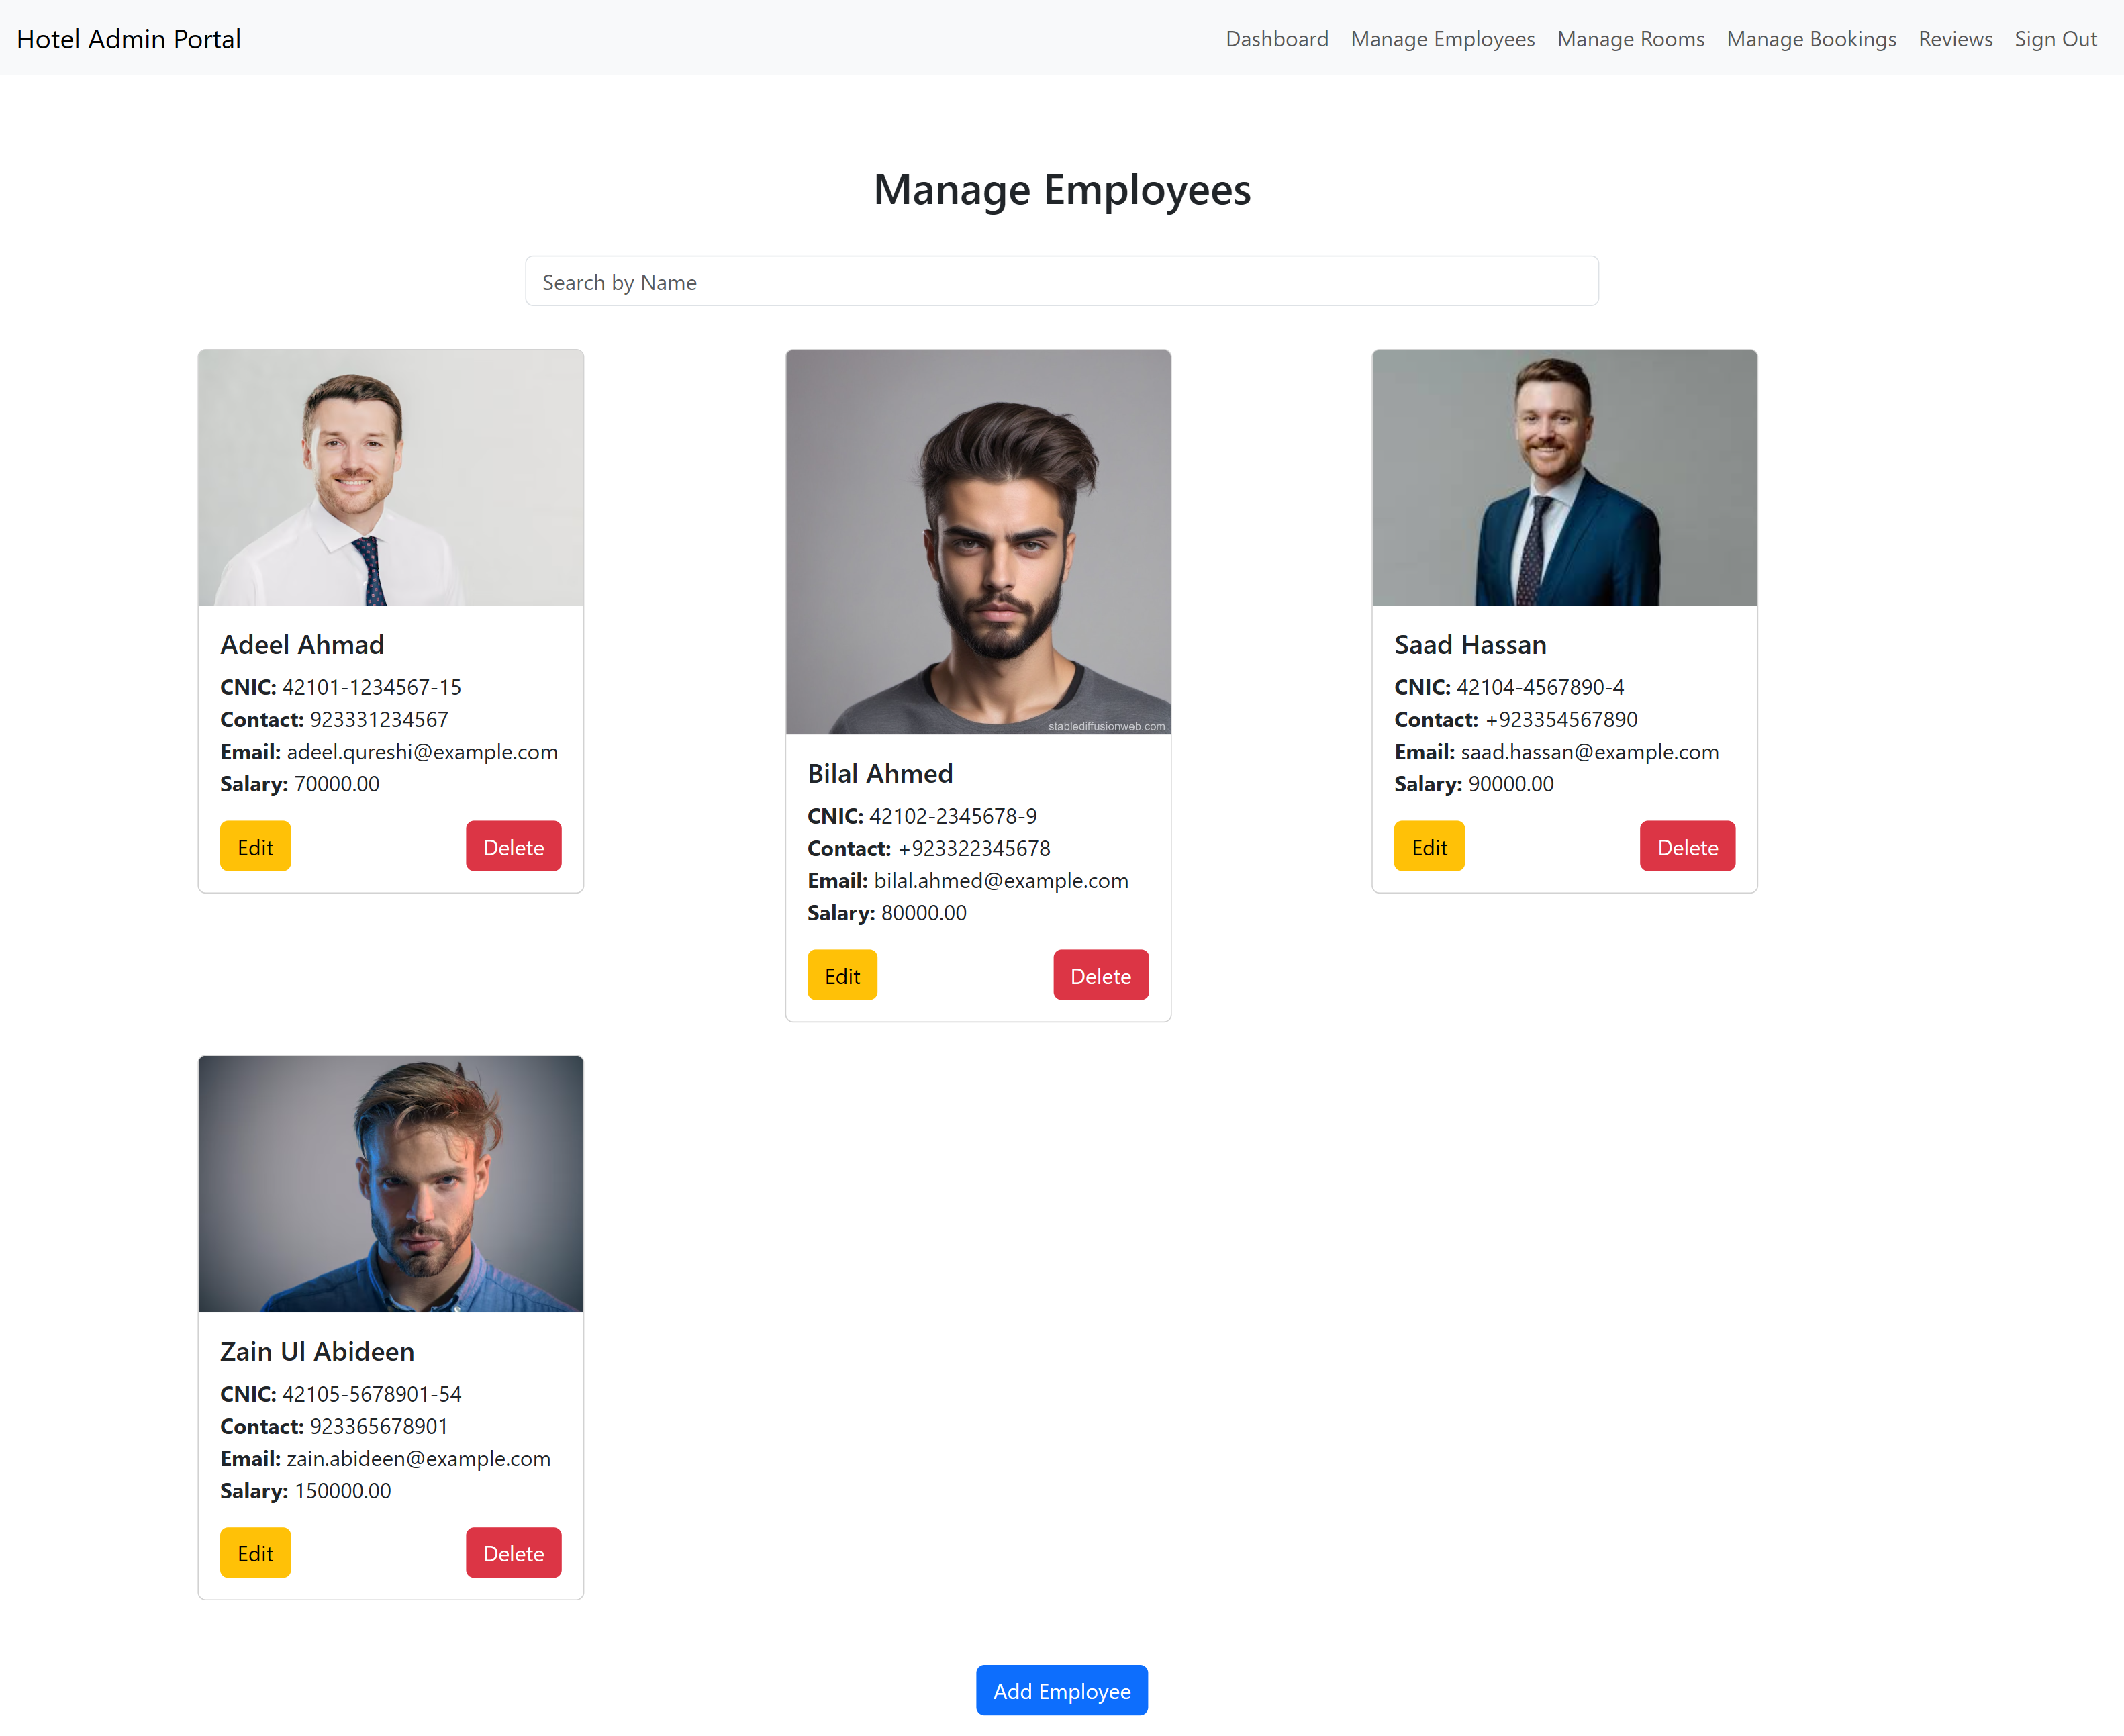 Hotel Admin Portal
Dashboard Manage Employees Manage Rooms Manage Bookings Reviews Sign Out
Manage Employees
Search by Name
Adeel Ahmad
CNIC: 42101-1234567-15
Contact: 923331234567
Email: adeel.qureshi@example.com
Salary: 70000.00
Edit Delete
stablediffusionweb.com
Bilal Ahmed
CNIC: 42102-2345678-9
Contact: +923322345678
Email: bilal.ahmed@example.com
Salary: 80000.00
Edit Delete
Saad Hassan
CNIC: 42104-4567890-4
Contact: +923354567890
Email: saad.hassan@example.com
Salary: 90000.00
Edit Delete
Zain Ul Abideen
CNIC: 42105-5678901-54
Contact: 923365678901
Email: zain.abideen@example.com
Salary: 150000.00
Edit Delete
Add Employee